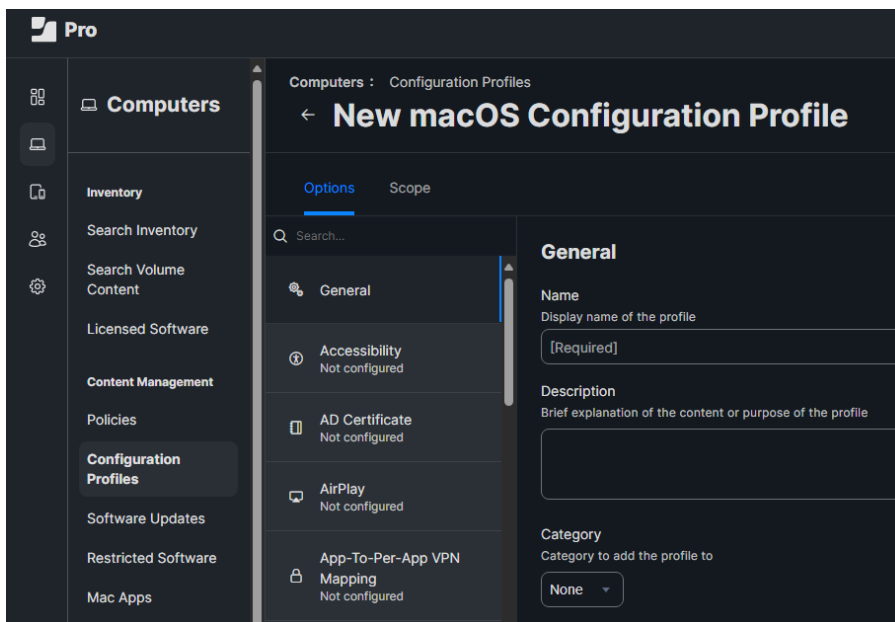 Pro
Computers
Inventory
Search Inventory
Search Volume
Content
Licensed Software
Content Management
Policies
Configuration
Profiles
Software Updates
Restricted Software
Mac Apps
Computers : Configuration Profiles
← New macOS Configuration Profile
Options Scope
Search...
General
Accessibility
Not configured
AD Certificate
Not configured
AirPlay
Not configured
App-To-Per-App VPN
Mapping
Not configured
General
Name
Display name of the profile
[Required]
Description
Brief explanation of the content or purpose of the profile
Category
Category to add the profile to
None